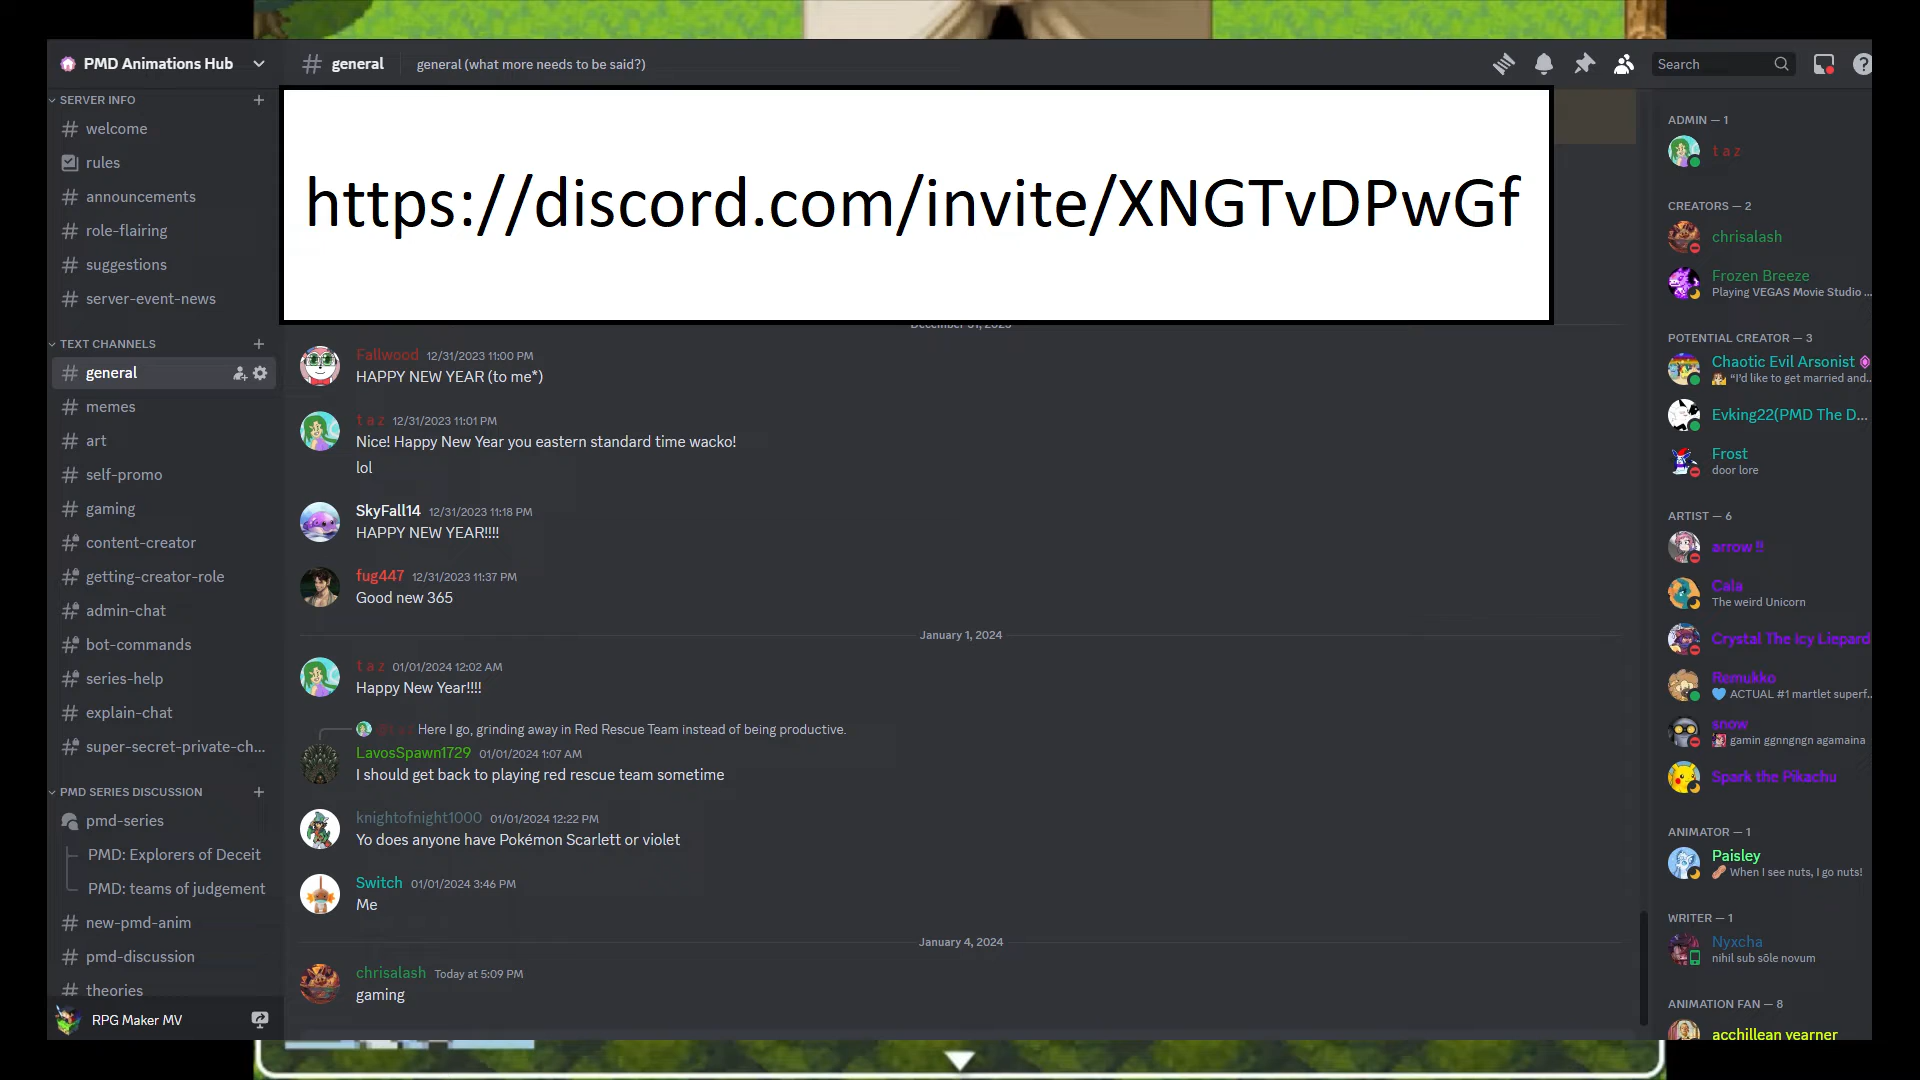 PMD Animations Hub
general
general (what more needs to be said?)
Search
SERVER INFO
welcome
rules
announcements
role-flairing
suggestions
server-event-news
TEXT CHANNELS
general
memes
art
self-promo
gaming
content-creator
getting-creator-role
admin-chat
bot-commands
series-help
explain-chat
super-secret-private-ch...
PMD SERIES DISCUSSION
pmd-series
PMD: Explorers of Deceit
PMD: teams of judgement
new-pmd-anim
pmd-discussion
theories
RPG Maker MV
https://discord.com/invite/XNGTvDPwGf
December 31, 2023
Fallwood 12/31/2023 11:00 PM
HAPPY NEW YEAR (to me*)
t a z 12/31/2023 11:01 PM
Nice! Happy New Year you eastern standard time wacko!
lol
SkyFall14 12/31/2023 11:18 PM
HAPPY NEW YEAR!!!!
fug447 12/31/2023 11:37 PM
Good new 365
January 1, 2024
t a z 01/01/2024 12:02 AM
Happy New Year!!!!
Here I go, grinding away in Red Rescue Team instead of being productive.
LavosSpawn1729 01/01/2024 1:07 AM
I should get back to playing red rescue team sometime
knightofnight1000 01/01/2024 12:22 PM
Yo does anyone have Pokémon Scarlett or violet
Switch 01/01/2024 3:46 PM
Me
January 4, 2024
chrisalash Today at 5:09 PM
gaming
ADMIN — 1
t a z
CREATORS — 2
chrisalash
Frozen Breeze
Playing VEGAS Movie Studio ...
POTENTIAL CREATOR — 3
Chaotic Evil Arsonist
“I'd like to get married and...
Evking22(PMD The D...
Frost
door lore
ARTIST — 6
arrow !!
Cala
The weird Unicorn
Crystal The Icy Liepard
Remukko
ACTUAL #1 martlet superf...
snow
gamin ggnngngn agamaina
Spark the Pikachu
ANIMATOR — 1
Paisley
When I see nuts, I go nuts!
WRITER — 1
Nyxcha
nihil sub sōle novum
ANIMATION FAN — 8
acchillean yearner